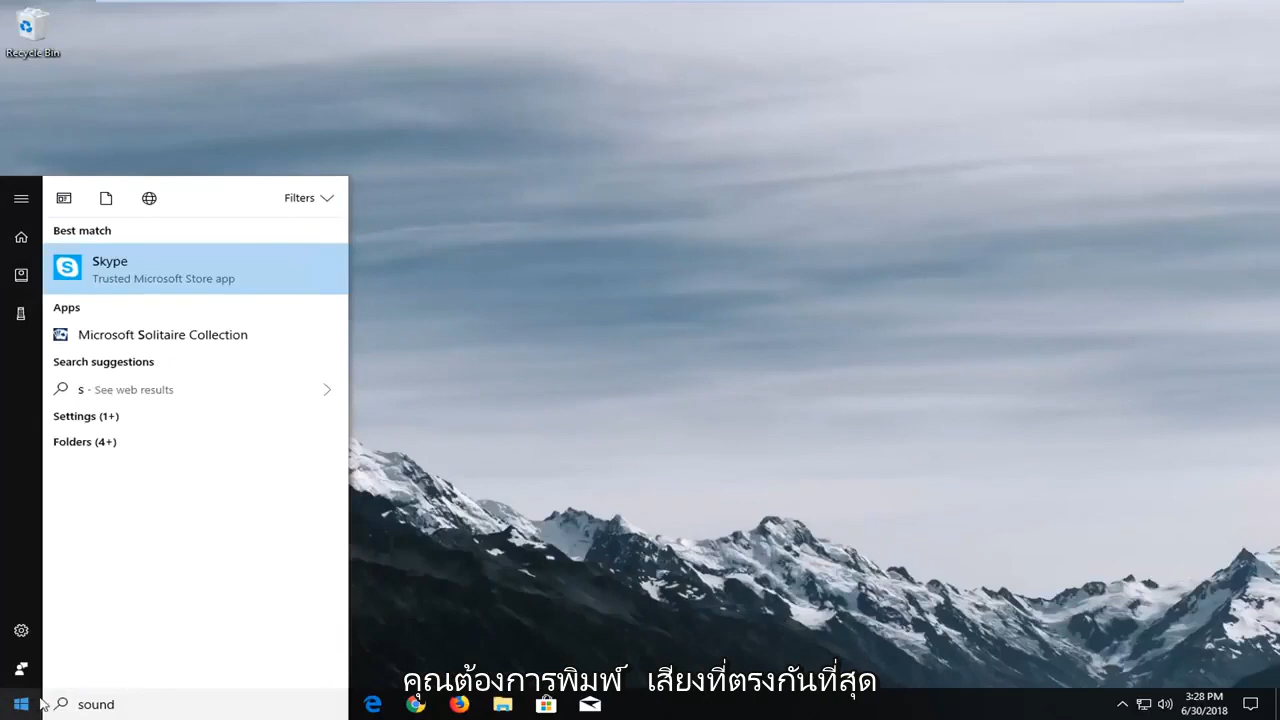 Recycle Bin
Filters
Best match
Skype
Trusted Microsoft Store app
Apps
Microsoft Solitaire Collection
Search suggestions
s - See web results
Settings (1+)
Folders (4+)
คุณต้องการพิมพ์ เสียงที่ตรงกันที่สุด
sound
3:28 PM
6/30/2018